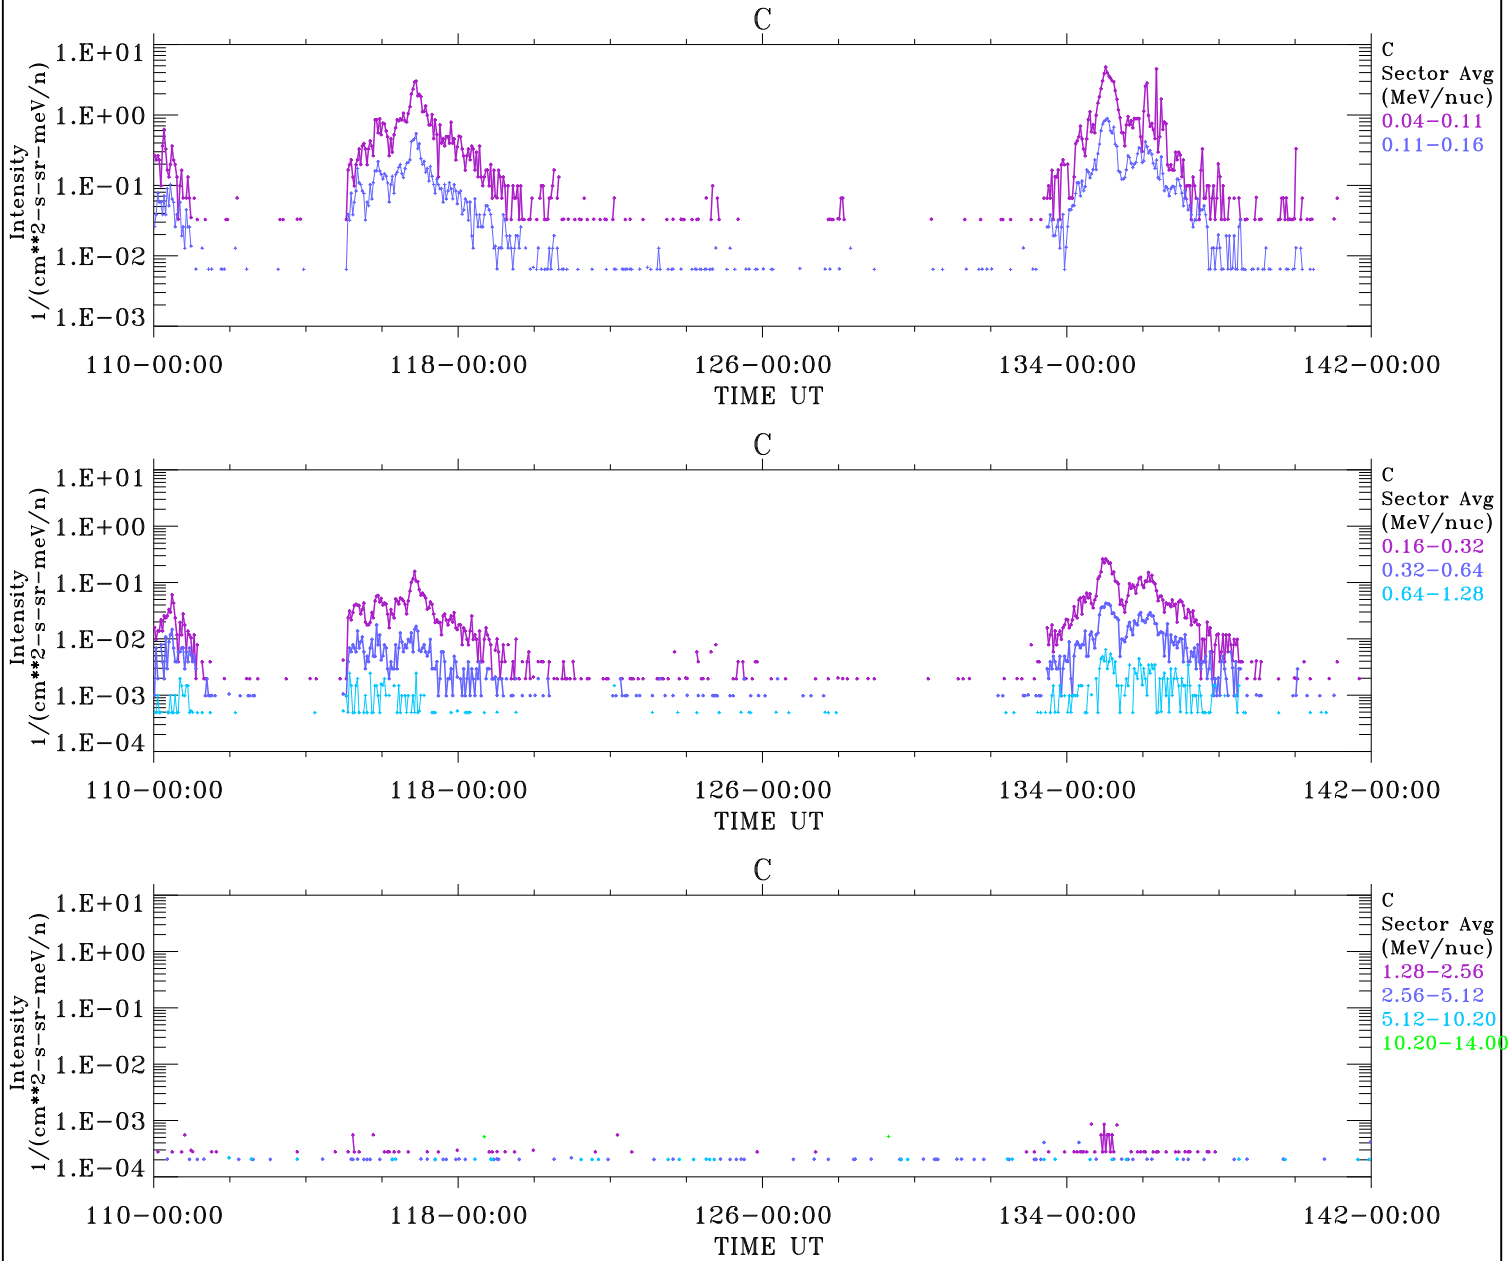 C
1.E+01
1.E+00
1.E-01
1.E-02
1.E-03
Intensity
1/(cm**2-s-sr-meV/n)
110-00:00 118-00:00 126-00:00 134-00:00 142-00:00
TIME UT
C
Sector Avg
(MeV/nuc)
0.04-0.11
0.11-0.16
C
1.E+01
1.E+00
1.E-01
1.E-02
1.E-03
1.E-04
Intensity
1/(cm**2-s-sr-meV/n)
110-00:00 118-00:00 126-00:00 134-00:00 142-00:00
TIME UT
C
Sector Avg
(MeV/nuc)
0.16-0.32
0.32-0.64
0.64-1.28
C
1.E+01
1.E+00
1.E-01
1.E-02
1.E-03
1.E-04
Intensity
1/(cm**2-s-sr-meV/n)
110-00:00 118-00:00 126-00:00 134-00:00 142-00:00
TIME UT
C
Sector Avg
(MeV/nuc)
1.28-2.56
2.56-5.12
5.12-10.20
10.20-14.00